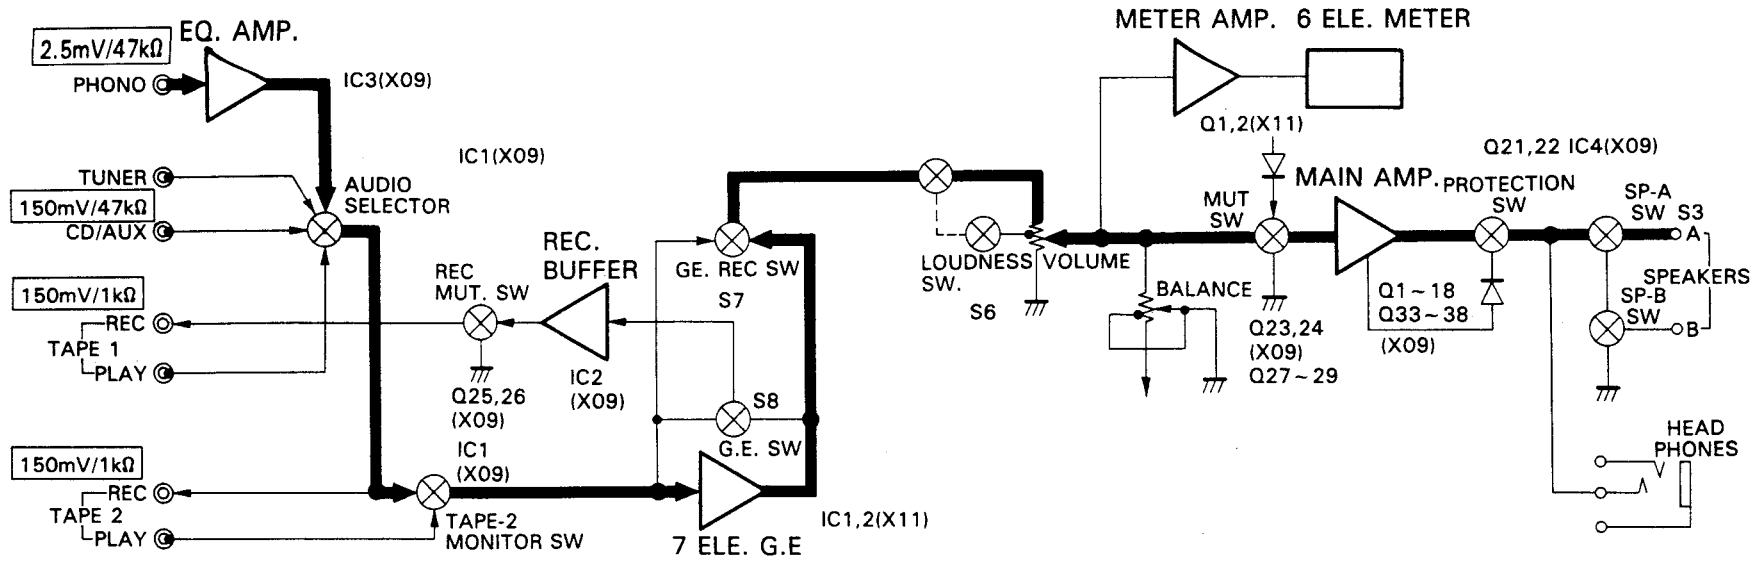 EQ. AMP.
2.5mV/47kΩ
PHONO
IC3(X09)
TUNER
150mV/47kΩ
CD/AUX
AUDIO
SELECTOR
IC1(X09)
150mV/1kΩ
REC
TAPE 1
PLAY
REC
MUT. SW
Q25,26
(X09)
REC.
BUFFER
IC2
(X09)
GE. REC SW
S7
S8
G.E. SW
150mV/1kΩ
REC
TAPE 2
PLAY
IC1
(X09)
TAPE-2
MONITOR SW
7 ELE. G.E
IC1,2(X11)
METER AMP. 6 ELE. METER
LOUDNESS
SW.
S6
VOLUME
BALANCE
Q1,2(X11)
MUT
SW
Q23,24
(X09)
Q27~29
MAIN AMP.
Q1~18
Q33~38
(X09)
Q21,22 IC4(X09)
PROTECTION
SW
SP-A
SW
S3
A
SPEAKERS
SP-B
SW
B
HEAD
PHONES